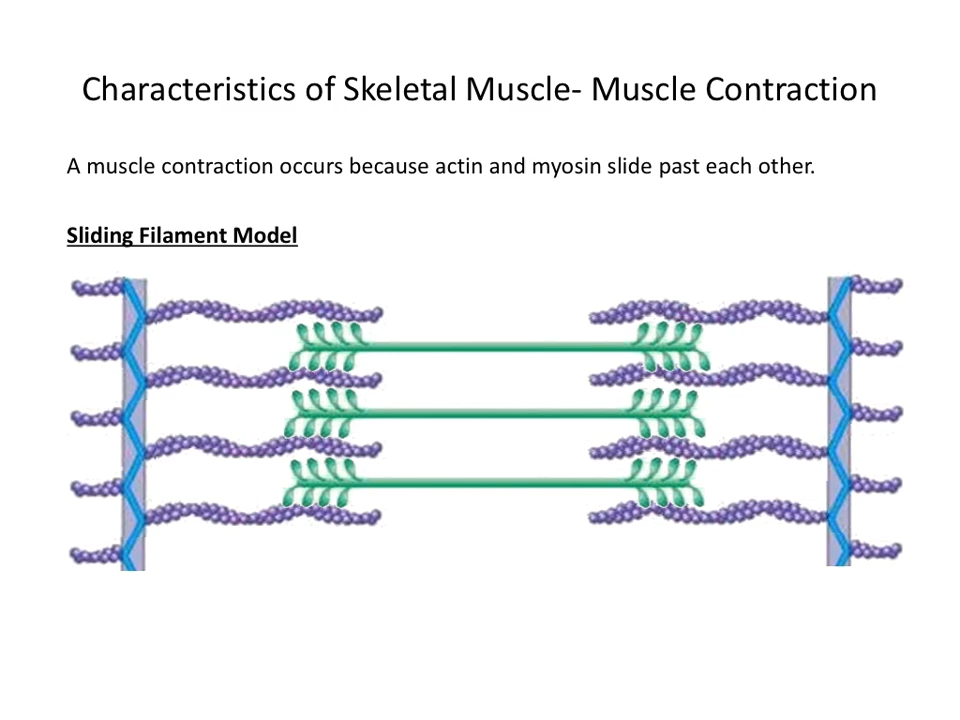 Characteristics of Skeletal Muscle- Muscle Contraction
A muscle contraction occurs because actin and myosin slide past each other.
Sliding Filament Model